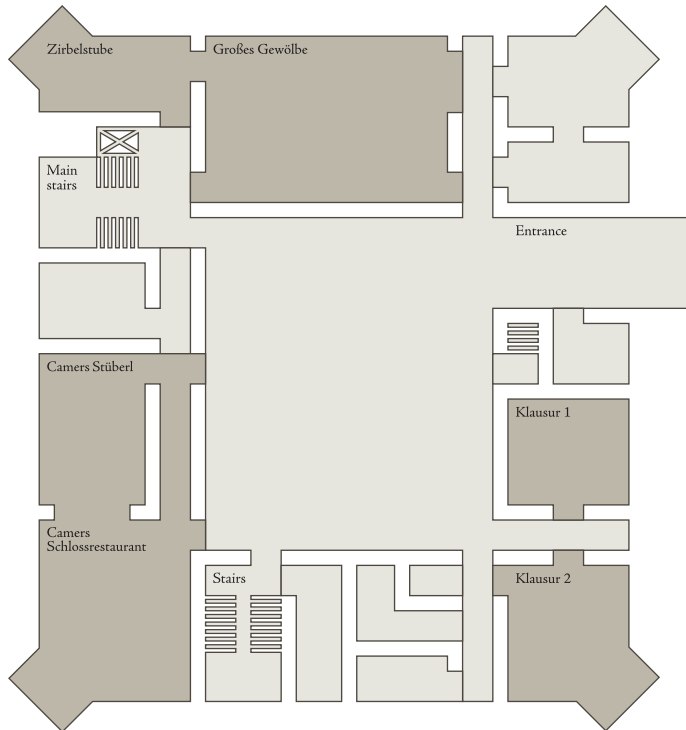 Zirbelstube
Großes Gewölbe
Main
stairs
Entrance
Camers Stüberl
Klausur 1
Camers
Schlossrestaurant
Stairs
Klausur 2